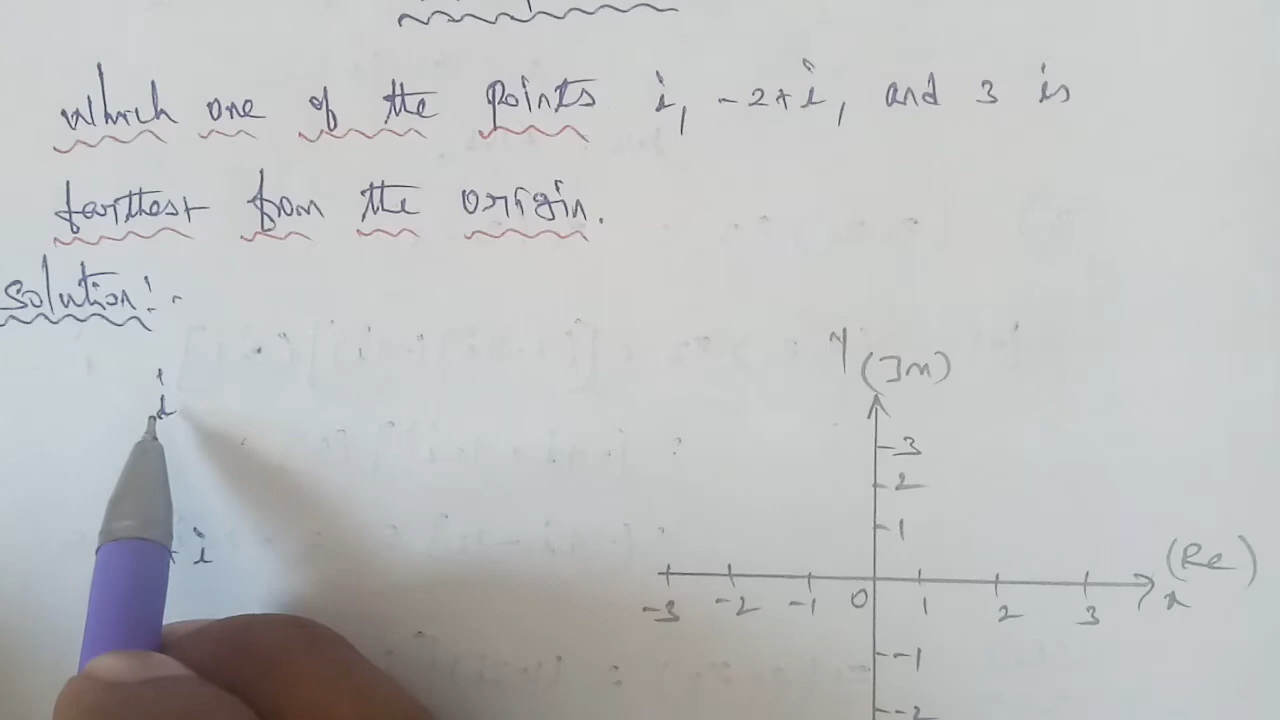 which one of the points i, -2+i, and 3 is
farthest from the origin.
Solution:-
i
+ i
Y (Im)
3
2
1
(Re)
-3 -2 -1 0 1 2 3 x
-1
-2